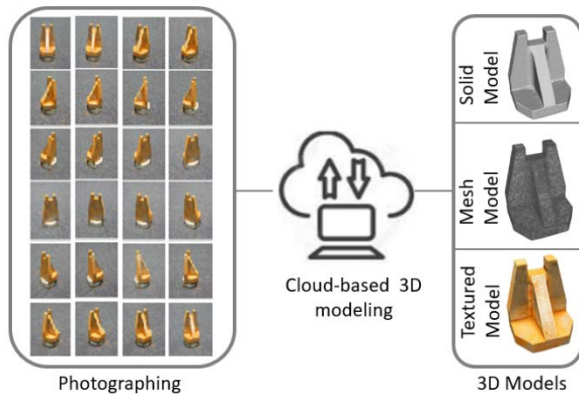 Solid
Model
Mesh
Model
Textured
Model
Cloud-based 3D
modeling
Photographing
3D Models